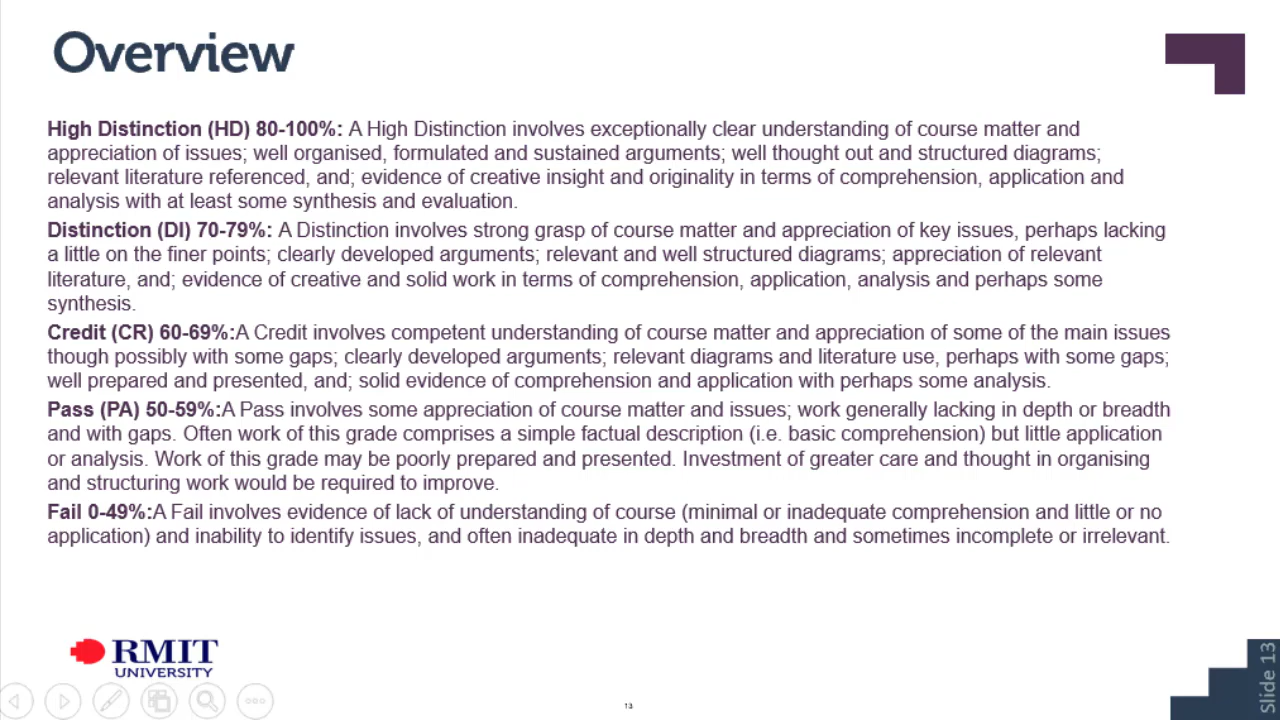 Overview
High Distinction (HD) 80-100%: A High Distinction involves exceptionally clear understanding of course matter and
appreciation of issues; well organised, formulated and sustained arguments; well thought out and structured diagrams;
relevant literature referenced, and; evidence of creative insight and originality in terms of comprehension, application and
analysis with at least some synthesis and evaluation.
Distinction (DI) 70-79%: A Distinction involves strong grasp of course matter and appreciation of key issues, perhaps lacking
a little on the finer points; clearly developed arguments; relevant and well structured diagrams; appreciation of relevant
literature, and; evidence of creative and solid work in terms of comprehension, application, analysis and perhaps some
synthesis.
Credit (CR) 60-69%:A Credit involves competent understanding of course matter and appreciation of some of the main issues
though possibly with some gaps; clearly developed arguments; relevant diagrams and literature use, perhaps with some gaps;
well prepared and presented, and; solid evidence of comprehension and application with perhaps some analysis.
Pass (PA) 50-59%:A Pass involves some appreciation of course matter and issues; work generally lacking in depth or breadth
and with gaps. Often work of this grade comprises a simple factual description (i.e. basic comprehension) but little application
or analysis. Work of this grade may be poorly prepared and presented. Investment of greater care and thought in organising
and structuring work would be required to improve.
Fail 0-49%:A Fail involves evidence of lack of understanding of course (minimal or inadequate comprehension and little or no
application) and inability to identify issues, and often inadequate in depth and breadth and sometimes incomplete or irrelevant.
RMIT
UNIVERSITY
13
Slide 13